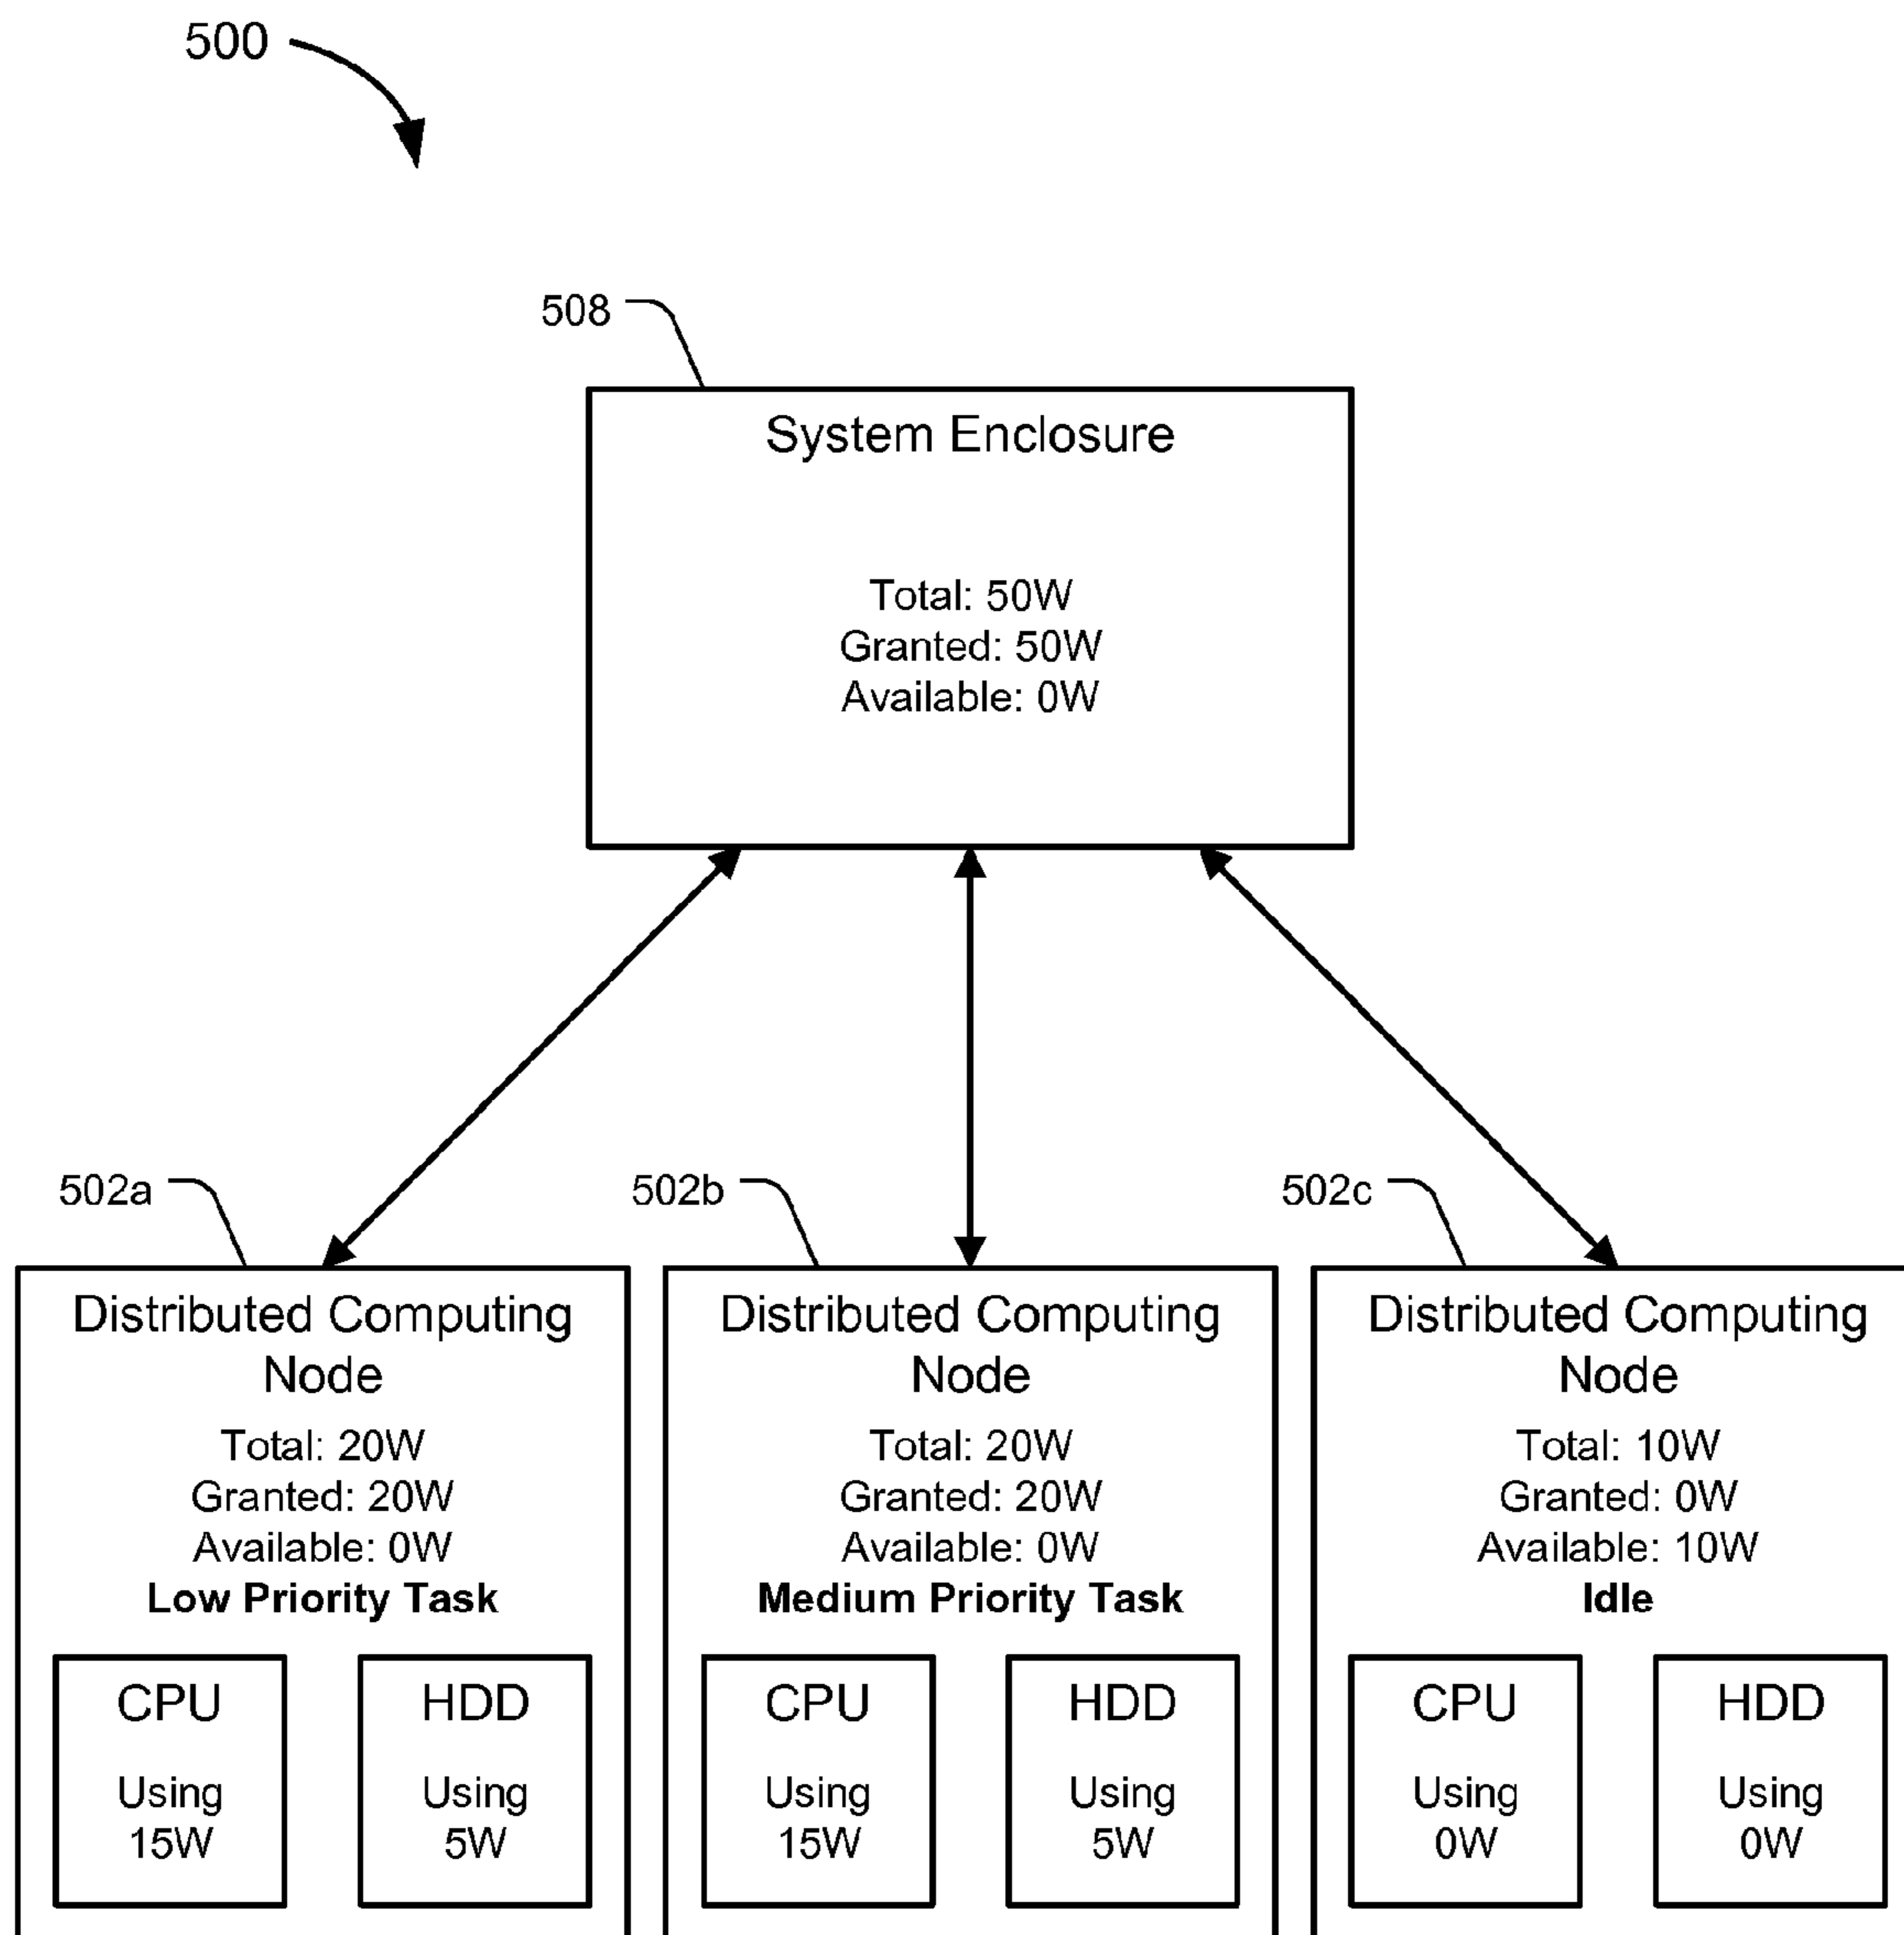 500
508
System Enclosure
Total: 50W
Granted: 50W
Available: 0W
502a
502b
502c
Distributed Computing
Node
Total: 20W
Granted: 20W
Available: 0W
Low Priority Task
CPU
Using
15W
HDD
Using
5W
Distributed Computing
Node
Total: 20W
Granted: 20W
Available: 0W
Medium Priority Task
CPU
Using
15W
HDD
Using
5W
Distributed Computing
Node
Total: 10W
Granted: 0W
Available: 10W
Idle
CPU
Using
0W
HDD
Using
0W